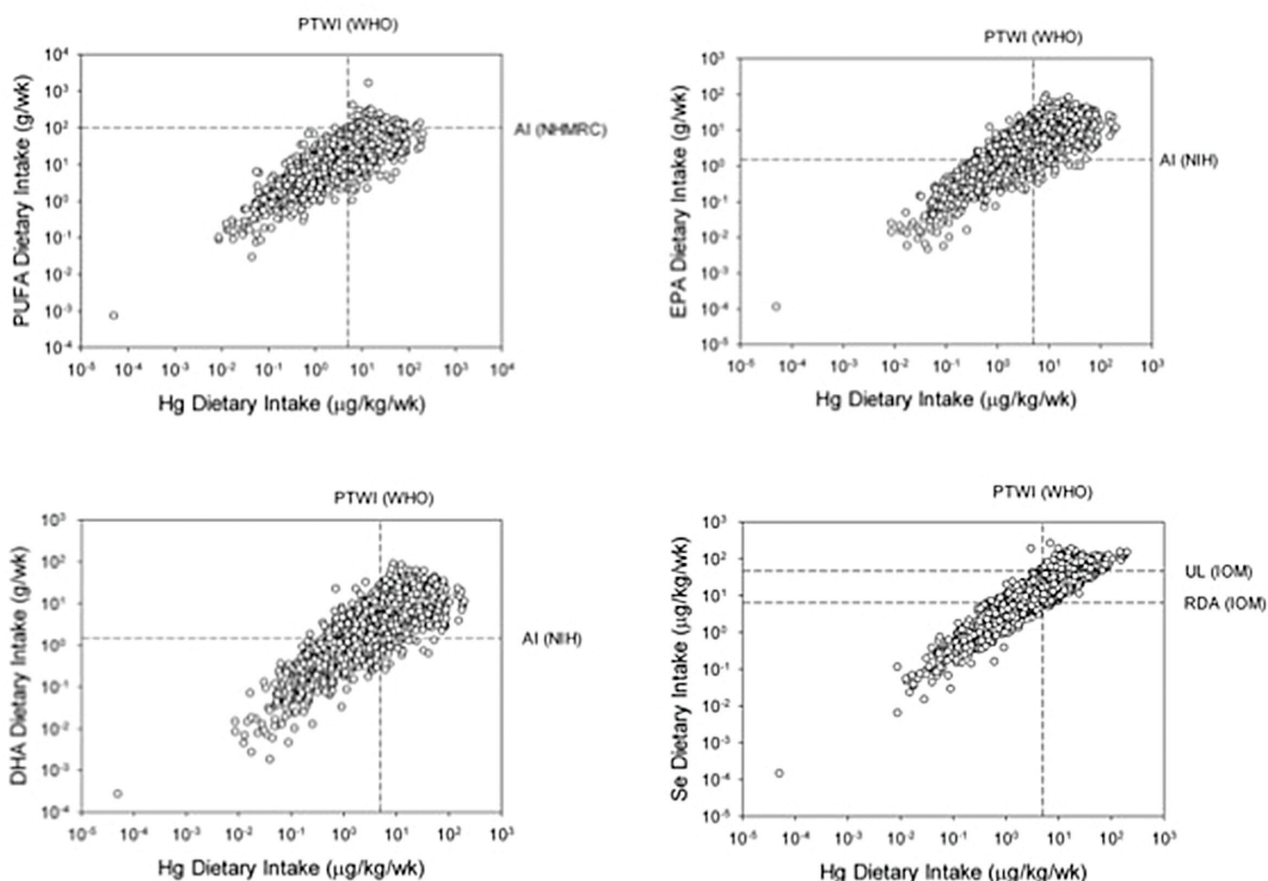 PTWI (WHO)
10⁴
10³
10²
10¹
10⁰
10⁻¹
10⁻²
10⁻³
10⁻⁴
PUFA Dietary Intake (g/wk)
AI (NHMRC)
10⁻⁵ 10⁻⁴ 10⁻³ 10⁻² 10⁻¹ 10⁰ 10¹ 10² 10³ 10⁴
Hg Dietary Intake (μg/kg/wk)
PTWI (WHO)
10³
10²
10¹
10⁰
10⁻¹
10⁻²
10⁻³
10⁻⁴
10⁻⁵
EPA Dietary Intake (g/wk)
AI (NIH)
10⁻⁵ 10⁻⁴ 10⁻³ 10⁻² 10⁻¹ 10⁰ 10¹ 10² 10³
Hg Dietary Intake (μg/kg/wk)
PTWI (WHO)
10³
10²
10¹
10⁰
10⁻¹
10⁻²
10⁻³
10⁻⁴
DHA Dietary Intake (g/wk)
AI (NIH)
10⁻⁵ 10⁻⁴ 10⁻³ 10⁻² 10⁻¹ 10⁰ 10¹ 10² 10³
Hg Dietary Intake (μg/kg/wk)
PTWI (WHO)
10³
10²
10¹
10⁰
10⁻¹
10⁻²
10⁻³
10⁻⁴
10⁻⁵
Se Dietary Intake (μg/kg/wk)
UL (IOM)
RDA (IOM)
10⁻⁵ 10⁻⁴ 10⁻³ 10⁻² 10⁻¹ 10⁰ 10¹ 10² 10³
Hg Dietary Intake (μg/kg/wk)